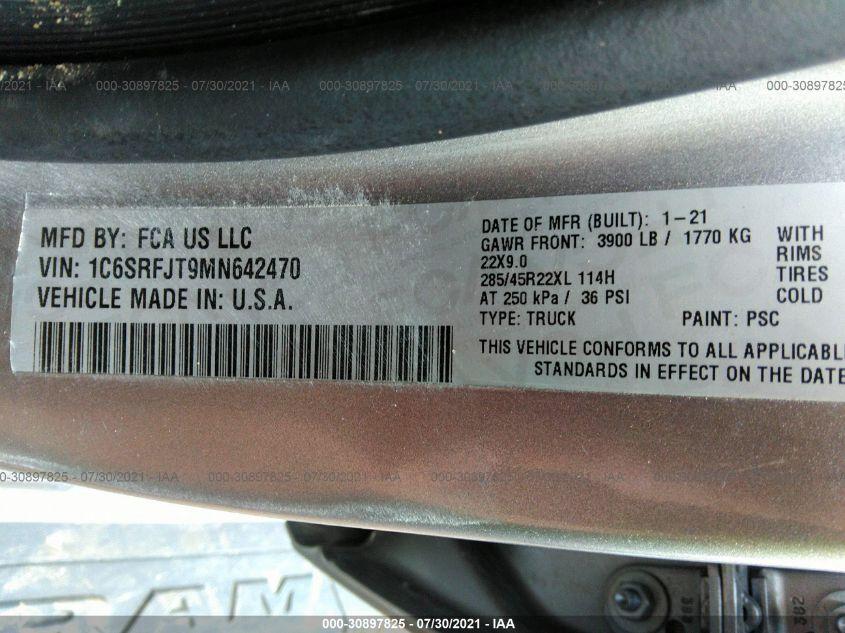 000-30897825 - 07/30/2021 - IAA
MFD BY: FCA US LLC
VIN: 1C6SRFJT9MN642470
VEHICLE MADE IN: U.S.A.
DATE OF MFR (BUILT): 1-21
GAWR FRONT: 3900 LB / 1770 KG WITH
22X9.0 RIMS
285/45R22XL 114H TIRES
AT 250 kPa / 36 PSI COLD
TYPE: TRUCK PAINT: PSC
THIS VEHICLE CONFORMS TO ALL
STANDARDS IN EFFECT ON THE DATE
000-30897825 - 07/30/2021 - IAA
RAM
382
000-30897825 - 07/30/2021 - IAA